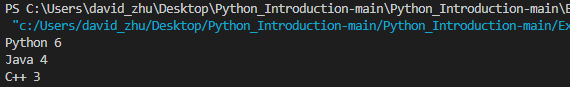 PS C:\Users\david_zhu\Desktop\Python_Introduction-main\Python_Introduction-main\E
"c:/Users/david_zhu/Desktop/Python_Introduction-main/Python_Introduction-main/Ex
Python 6
Java 4
C++ 3